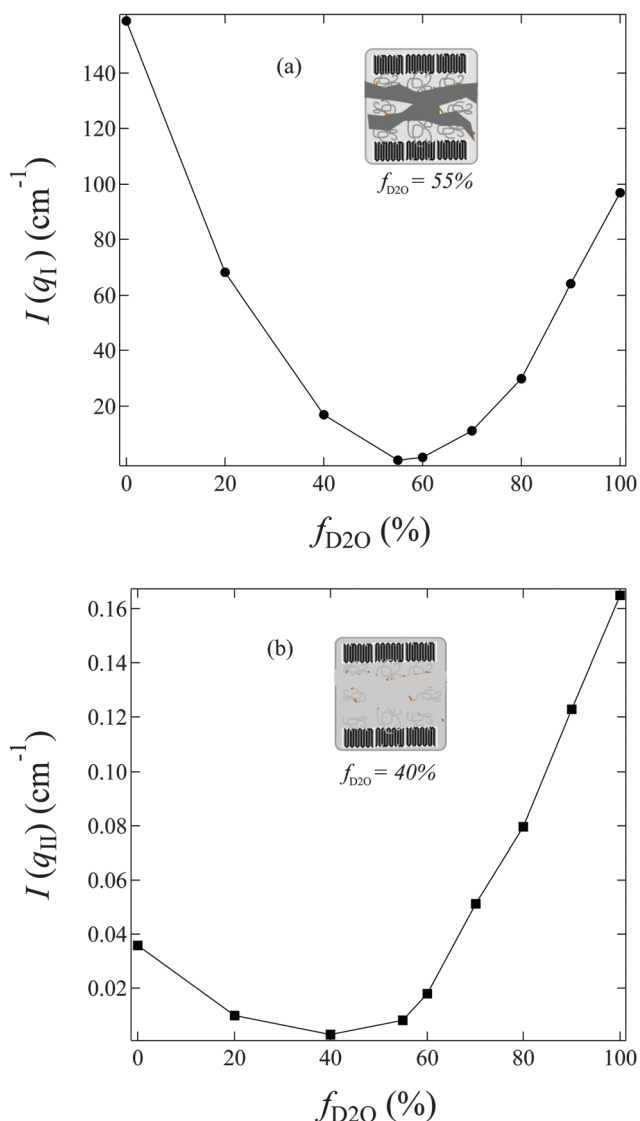 140
120
100
80
60
40
20
I (q_I) (cm⁻¹)
(a)
f_D2O = 55%
0 20 40 60 80 100
f_D2O (%)
0.16
0.14
0.12
0.10
0.08
0.06
0.04
0.02
I (q_II) (cm⁻¹)
(b)
f_D2O = 40%
0 20 40 60 80 100
f_D2O (%)